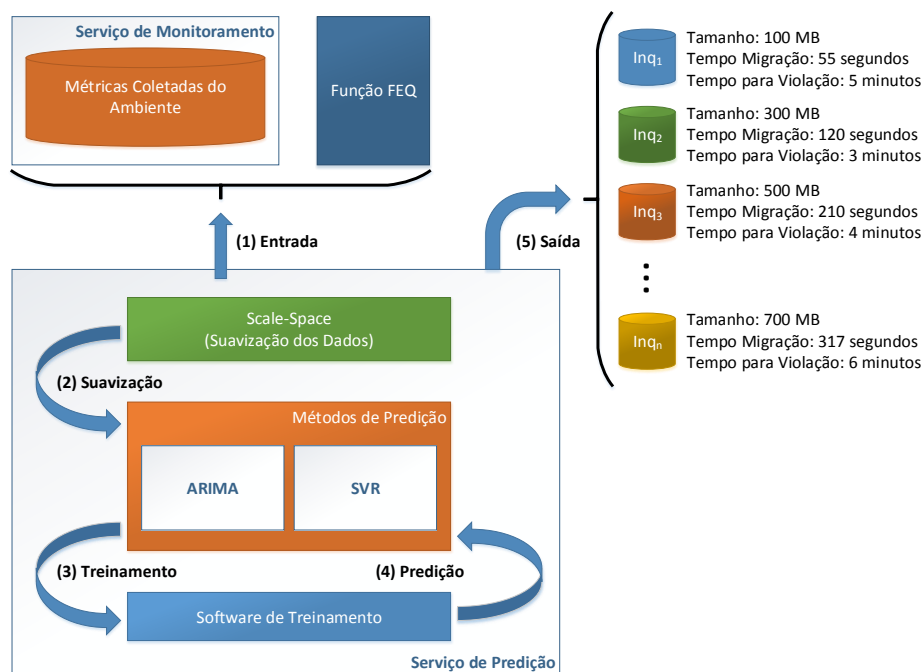 Serviço de Monitoramento
Métricas Coletadas do
Ambiente
Função FEQ
(1) Entrada
(5) Saída
Inq1
Tamanho: 100 MB
Tempo Migração: 55 segundos
Tempo para Violação: 5 minutos
Inq2
Tamanho: 300 MB
Tempo Migração: 120 segundos
Tempo para Violação: 3 minutos
Inq3
Tamanho: 500 MB
Tempo Migração: 210 segundos
Tempo para Violação: 4 minutos
Inqn
Tamanho: 700 MB
Tempo Migração: 317 segundos
Tempo para Violação: 6 minutos
Scale-Space
(Suavização dos Dados)
(2) Suavização
Métodos de Predição
ARIMA
SVR
(3) Treinamento
(4) Predição
Software de Treinamento
Serviço de Predição